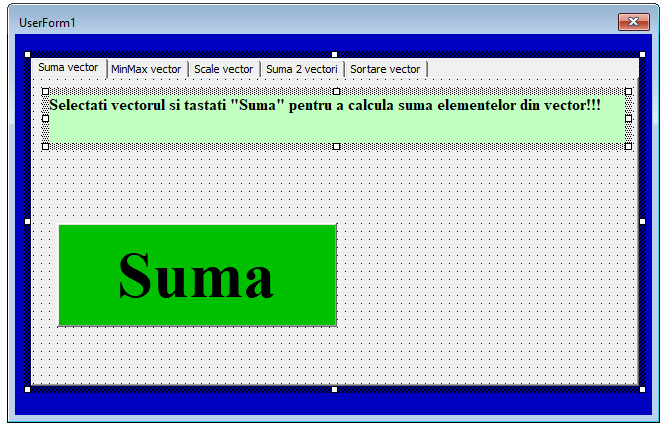 UserForm1
Suma vector MinMax vector Scale vector Suma 2 vectori Sortare vector
Selectati vectorul si tastati "Suma" pentru a calcula suma elementelor din vector!!!
Suma